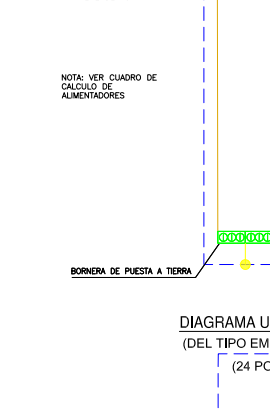 NOTA: VER CUADRO DE
CALCULO DE
ALIMENTADORES
BORNERA DE PUESTA A TIERRA
DIAGRAMA U
(DEL TIPO EM
(24 PO